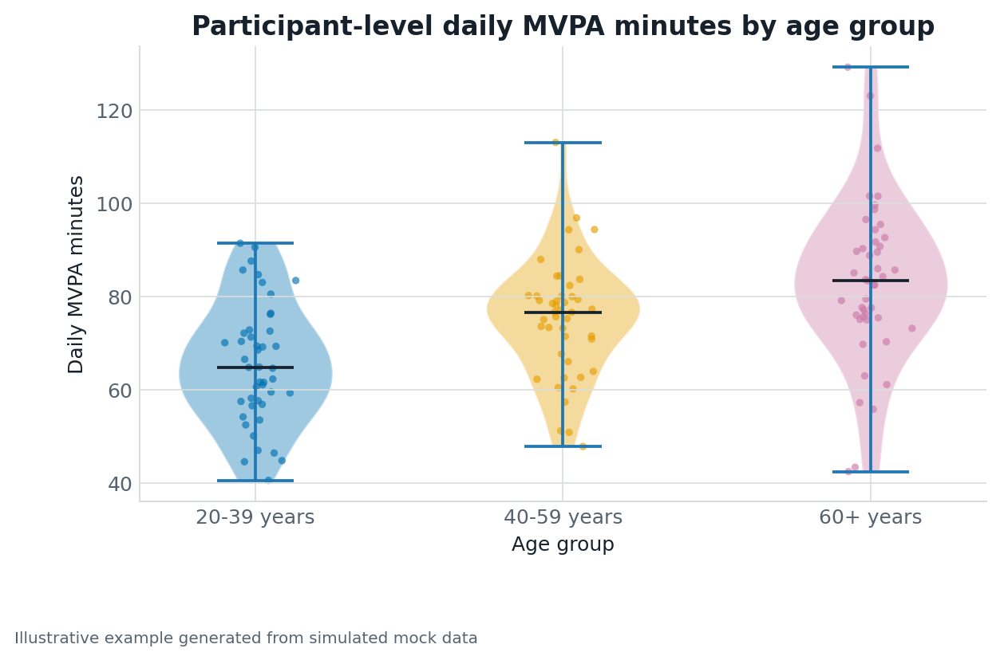 Participant-level daily MVPA minutes by age group
Daily MVPA minutes
120
100
80
60
40
20-39 years
40-59 years
60+ years
Age group
Illustrative example generated from simulated mock data